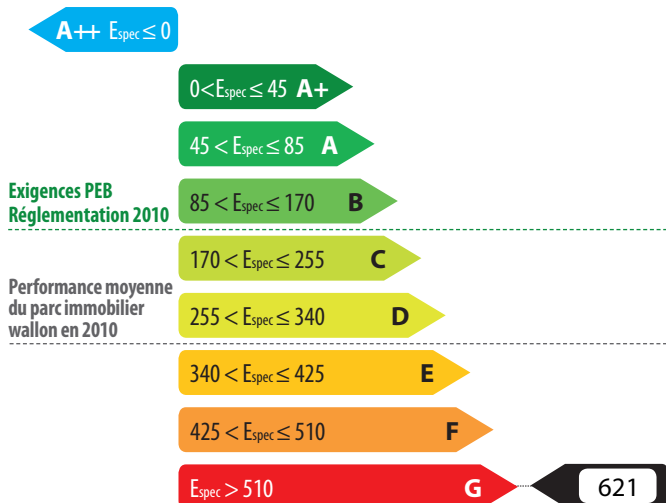 A++ Espec ≤ 0
0 < Espec ≤ 45 A+
45 < Espec ≤ 85 A
Exigences PEB
Réglementation 2010
85 < Espec ≤ 170 B
170 < Espec ≤ 255 C
Performance moyenne
du parc immobilier
wallon en 2010
255 < Espec ≤ 340 D
340 < Espec ≤ 425 E
425 < Espec ≤ 510 F
Espec > 510 G
621